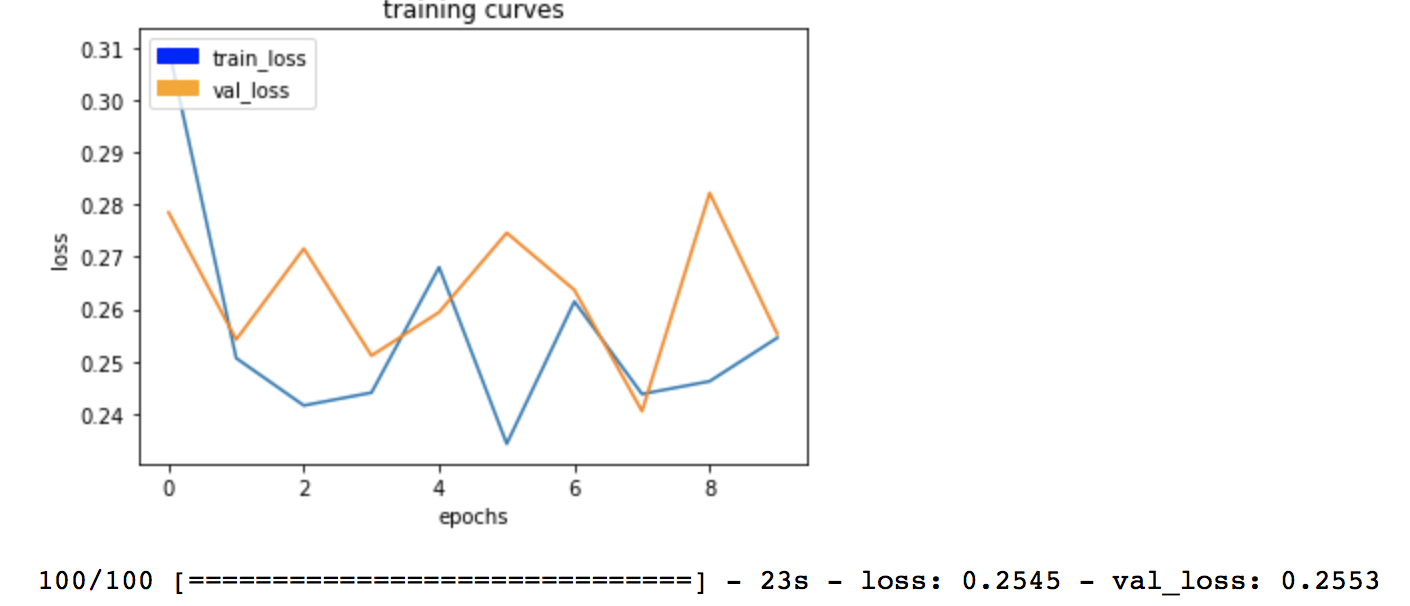 training curves
0.31
0.30
0.29
0.28
0.27
0.26
0.25
0.24
loss
train_loss
val_loss
0 2 4 6 8
epochs
100/100 [==============================] - 23s - loss: 0.2545 - val_loss: 0.2553